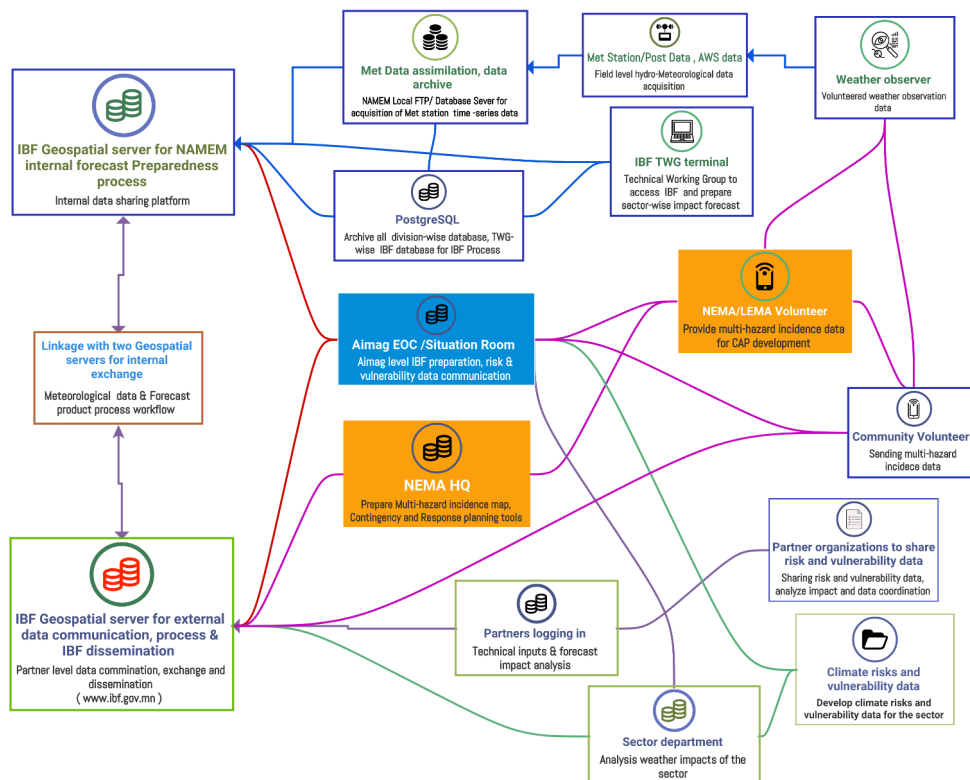 Met Data assimilation, data
archive
NAMEM Local FTP/ Database Sever for
acquisition of Met station time -series data
Met Station/Post Data , AWS data
Field level hydro-Meteorological data
acquisition
Weather observer
Volunteered weather observation
data
IBF Geospatial server for NAMEM
internal forecast Preparedness
process
Internal data sharing platform
IBF TWG terminal
Technical Working Group to
access IBF and prepare
sector-wise impact forecast
PostgreSQL
Archive all division-wise database, TWG-
wise IBF database for IBF Process
NEMA/LEMA Volunteer
Provide multi-hazard incidence data
for CAP development
Aimag EOC /Situation Room
Aimag level IBF preparation, risk &
vulnerability data communication
Linkage with two Geospatial
servers for internal
exchange
Meteorological data & Forecast
product process workflow
Community Volunteer
Sending multi-hazard
incidece data
NEMA HQ
Prepare Multi-hazard incidence map,
Contingency and Response planning tools
Partner organizations to share
risk and vulnerability data
Sharing risk and vulnerability data,
analyze impact and data coordination
IBF Geospatial server for external
data communication, process &
IBF dissemination
Partner level data commination, exchange and
dissemination
( www.ibf.gov.mn )
Partners logging in
Technical inputs & forecast
impact analysis
Climate risks and
vulnerability data
Develop climate risks and
vulnerability data for the sector
Sector department
Analysis weather impacts of the
sector